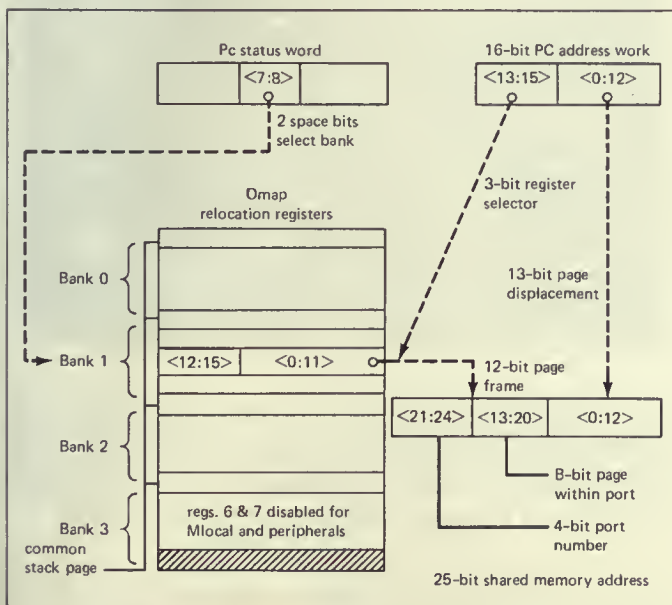 Pc status word
<7:8>
2 space bits
select bank
16-bit PC address work
<13:15>
<0:12>
3-bit register
selector
13-bit page
displacement
Dmap
relocation registers
Bank 0
Bank 1
<12:15>
<0:11>
12-bit page
frame
<21:24>
<13:20>
<0:12>
Bank 2
Bank 3
regs. 6 & 7 disabled for
Mlocal and peripherals
common
stack page
8-bit page
within port
4-bit port
number
25-bit shared memory address